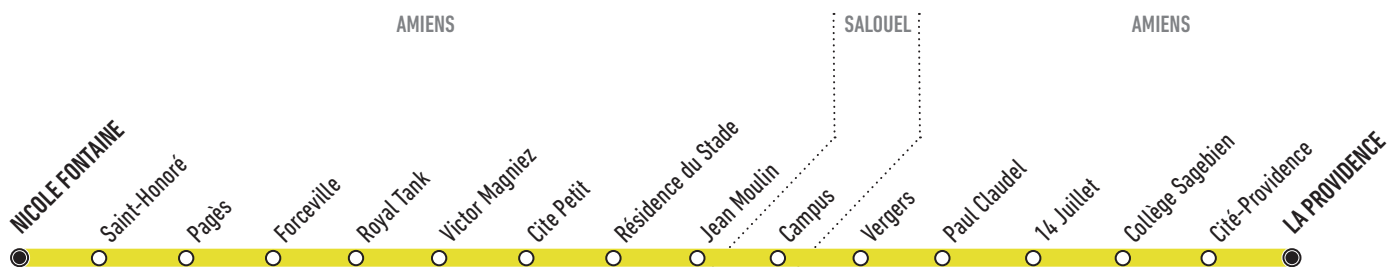 AMIENS
SALOUEL
AMIENS
NICOLE FONTAINE
Saint-Honoré
Pagès
Forceville
Royal Tank
Victor Magniez
Cite Petit
Résidence du Stade
Jean Moulin
Campus
Vergers
Paul Claudel
14 Juillet
Collège Sagebien
Cité-Providence
LA PROVIDENCE